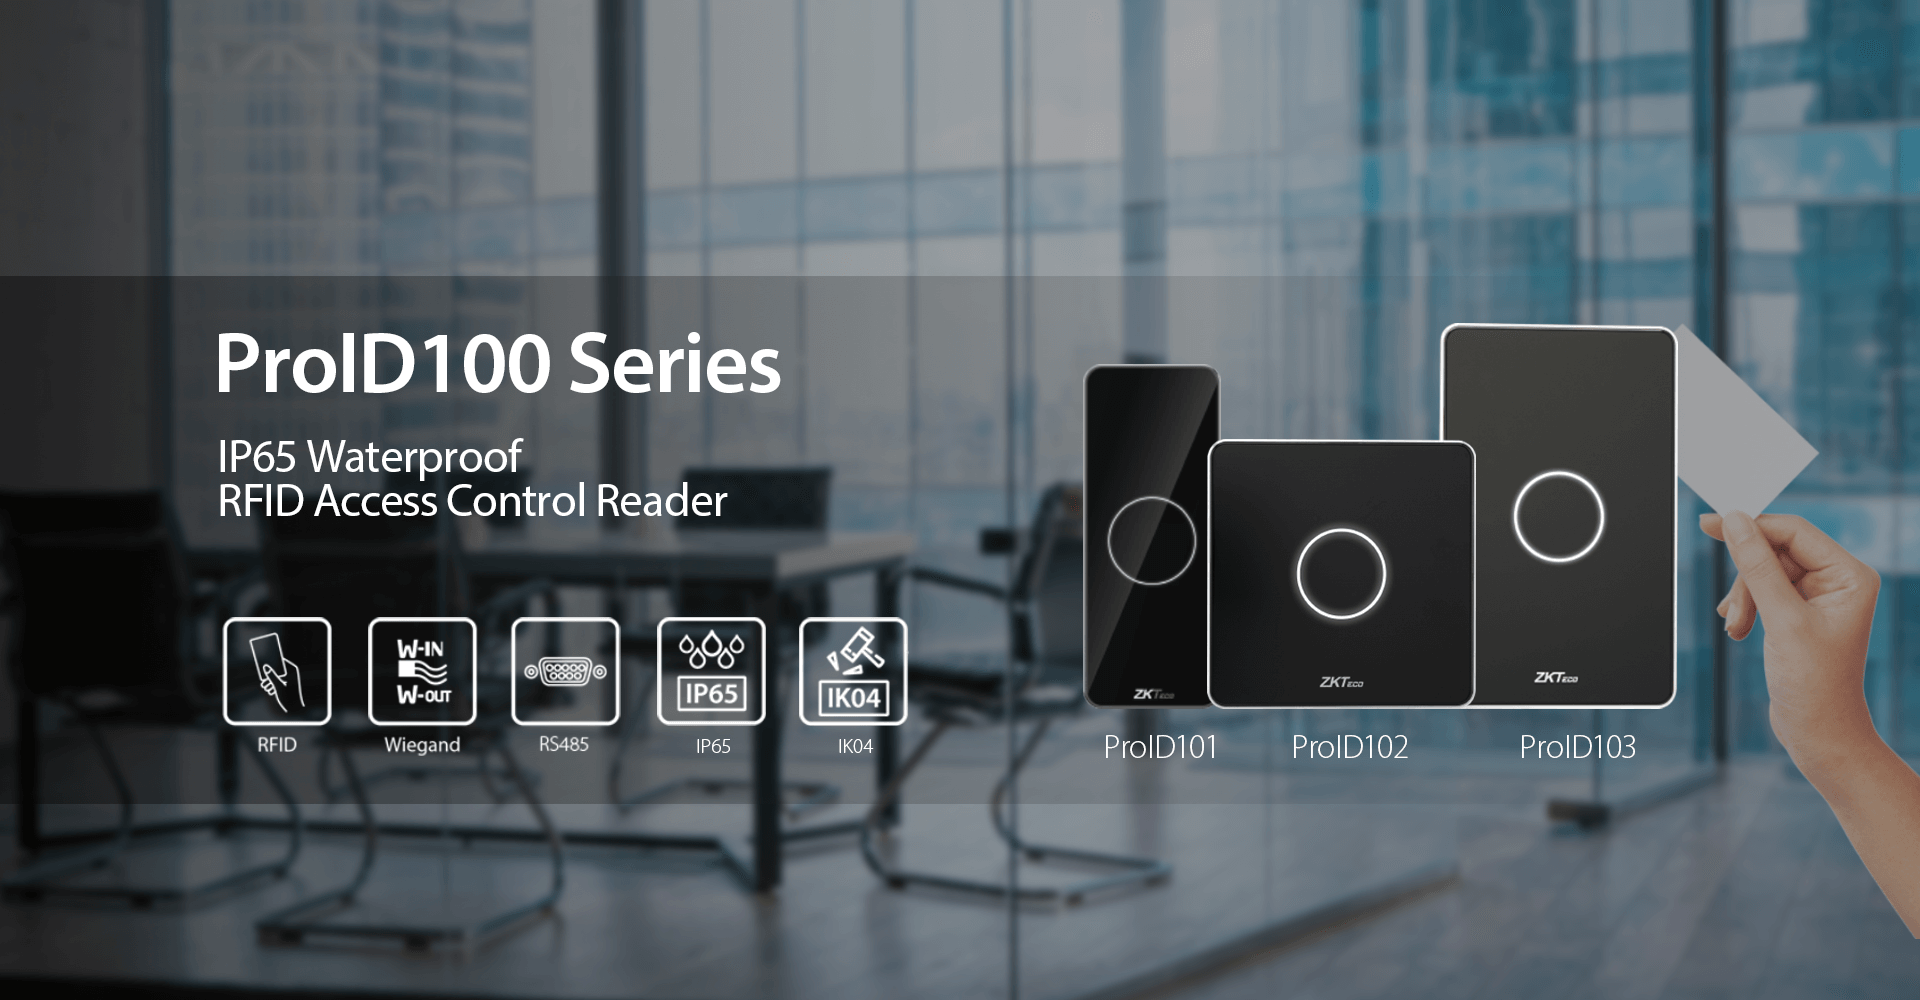 ProID100 Series
IP65 Waterproof
RFID Access Control Reader
W-IN
W-OUT
IP65
IK04
RFID
Wiegand
RS485
IP65
IK04
ZKTeco
ZKTeco
ZKTeco
ProID101
ProID102
ProID103